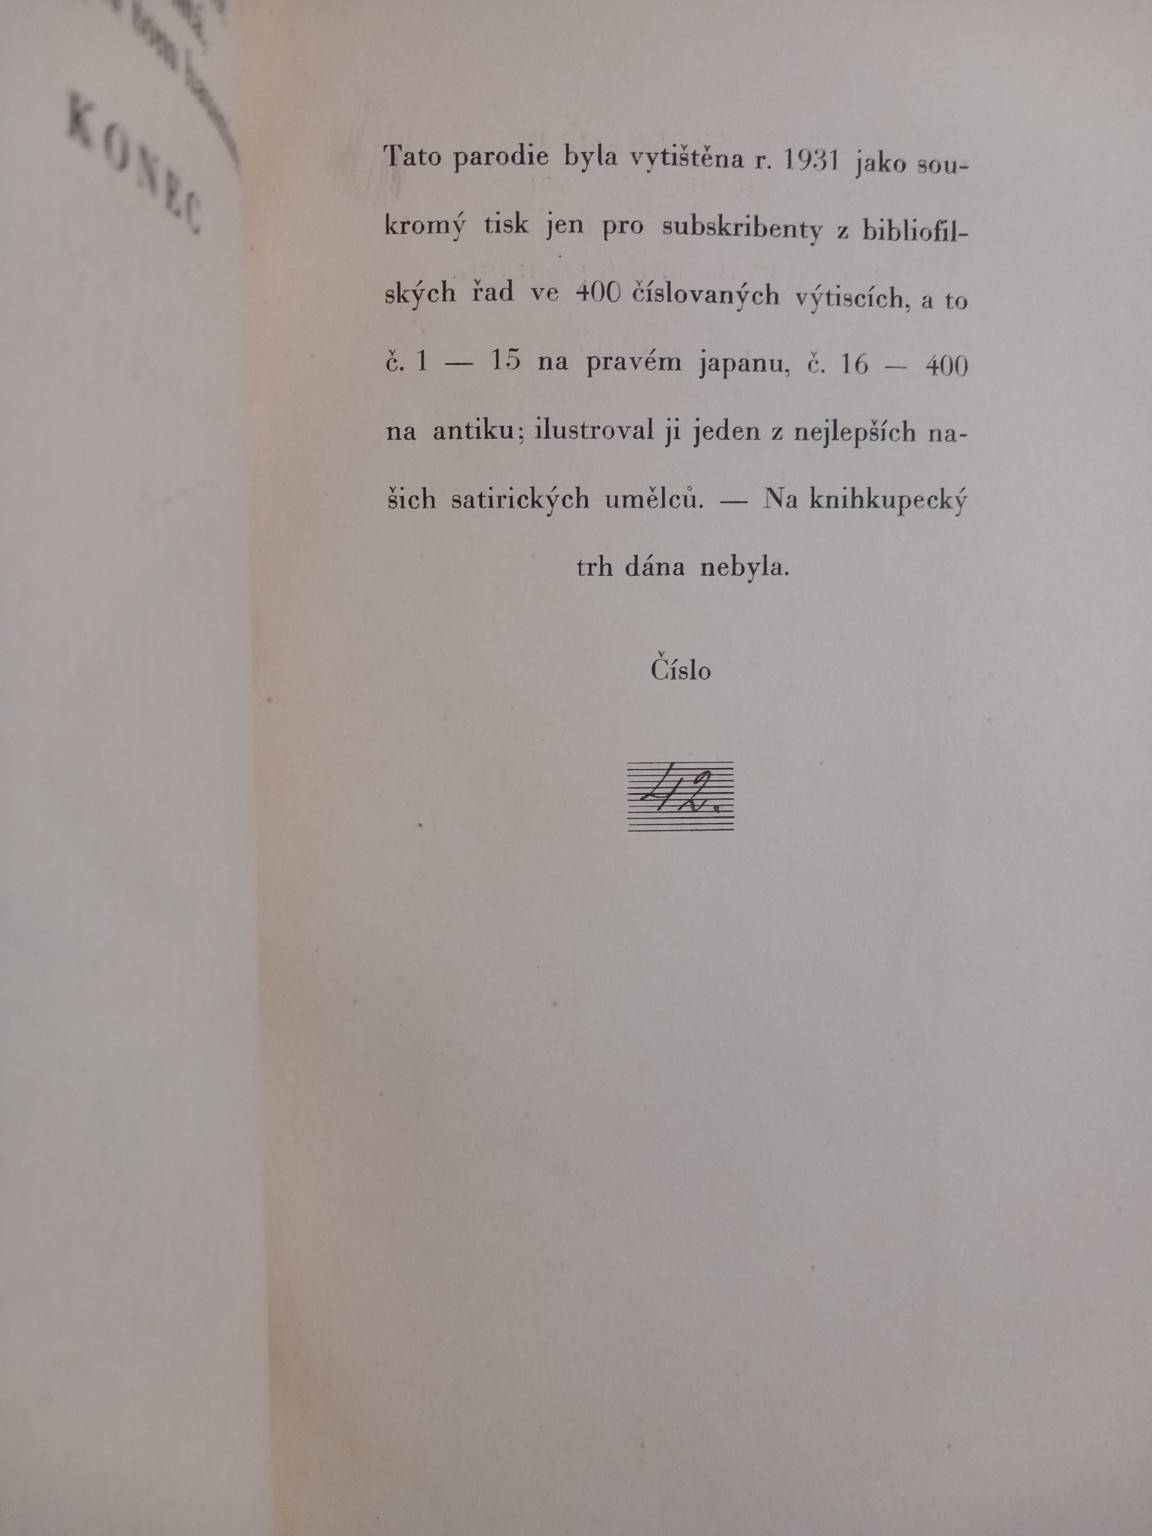 tom
KONEC
Tato parodie byla vytištěna r. 1931 jako sou-
kromý tisk jen pro subskribenty z bibliofil-
ských řad ve 400 číslovaných výtiscích, a to
č. 1 — 15 na pravém japanu, č. 16 — 400
na antiku; ilustroval ji jeden z nejlepších na-
šich satirických umělců. — Na knihkupecký
trh dána nebyla.
Číslo
42.